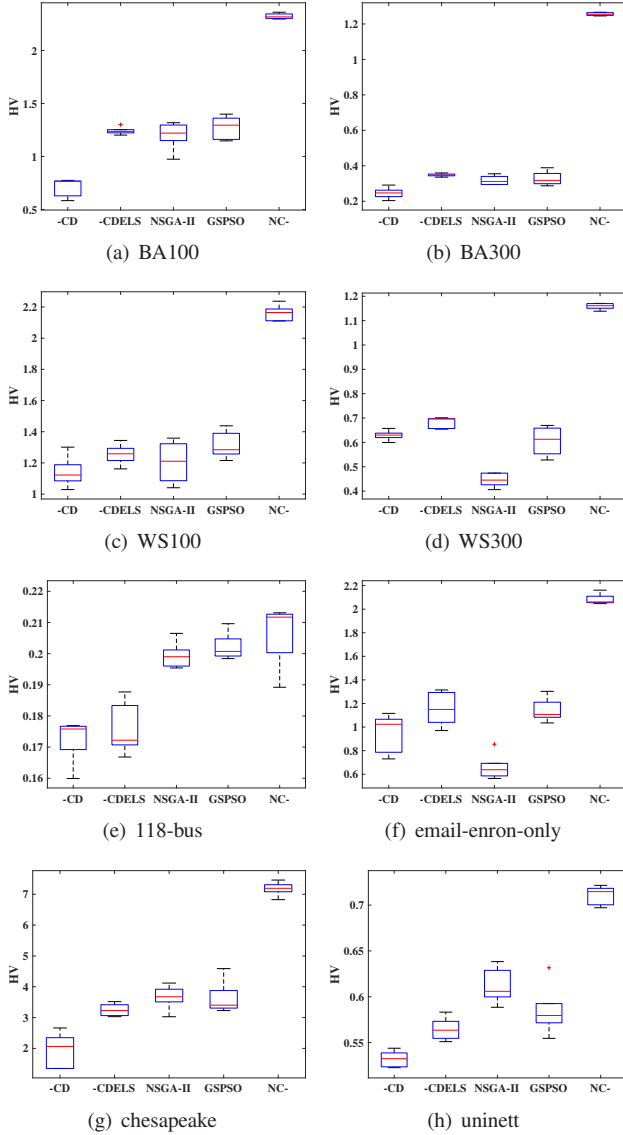 2
1.5
1
0.5
HV
-CD -CDELS NSGA-II GSPSO NC-
(a) BA100
1.2
1
0.8
0.6
0.4
0.2
HV
-CD -CDELS NSGA-II GSPSO NC-
(b) BA300
2.2
2
1.8
1.6
1.4
1.2
1
HV
-CD -CDELS NSGA-II GSPSO NC-
(c) WS100
1.2
1.1
1
0.9
0.8
0.7
0.6
0.5
0.4
HV
-CD -CDELS NSGA-II GSPSO NC-
(d) WS300
0.22
0.21
0.2
0.19
0.18
0.17
0.16
HV
-CD -CDELS NSGA-II GSPSO NC-
(e) 118-bus
2.2
2
1.8
1.6
1.4
1.2
1
0.8
0.6
HV
-CD -CDELS NSGA-II GSPSO NC-
(f) email-enron-only
7
6
5
4
3
2
HV
-CD -CDELS NSGA-II GSPSO NC-
(g) chesapeake
0.7
0.65
0.6
0.55
HV
-CD -CDELS NSGA-II GSPSO NC-
(h) uninett